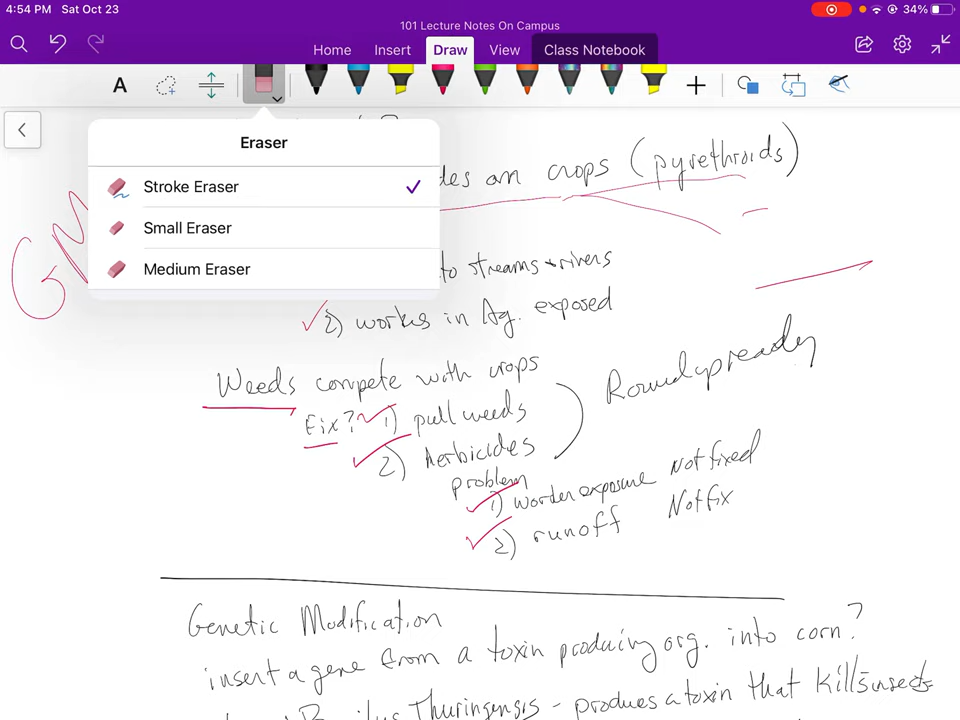 4:54 PM Sat Oct 23
34%
101 Lecture Notes On Campus
Home Insert Draw View Class Notebook
A
Eraser
Stroke Eraser
Small Eraser
Medium Eraser
GM
des on crops (pyrethroids)
to streams + rivers
2) works in Ag. exposed
Weeds compete with crops
Fix? 1) pull weeds
2) Herbicides
Roundup ready
problem
1) worder exposure Not fixed
2) runoff Not fix
Genetic Modification
insert a gene from a toxin producing org. into corn?
Thuringensis - produces a toxin that kills insects